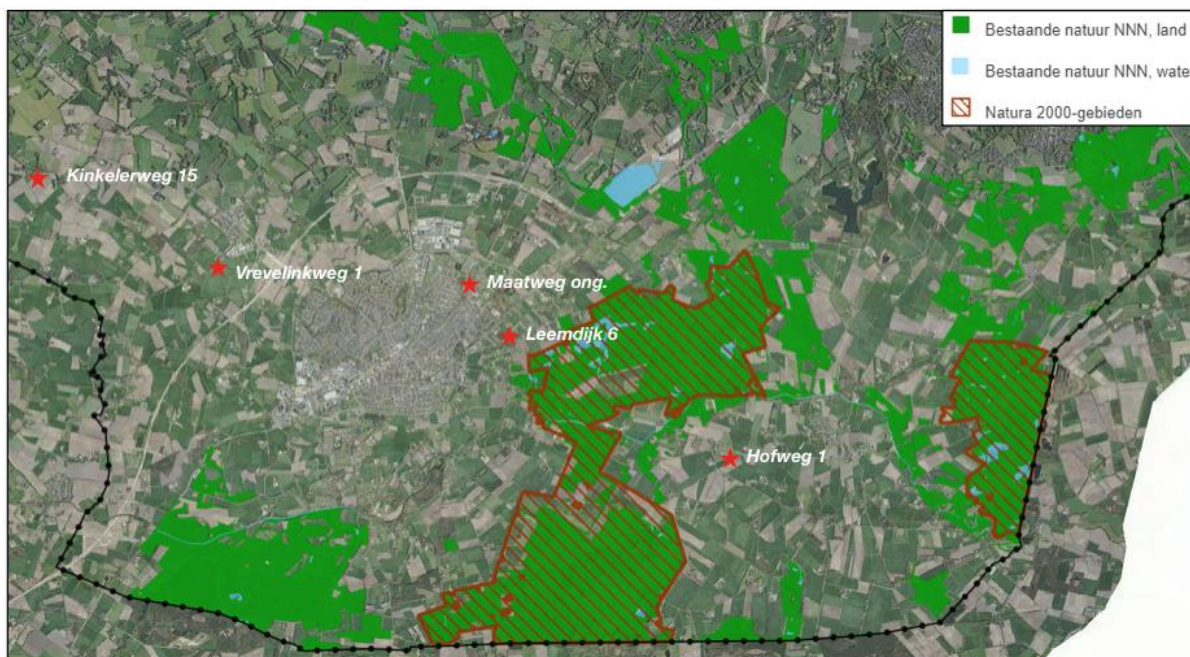 Bestaande natuur NNN, land
Bestaande natuur NNN, wate
Natura 2000-gebieden
Kinkelerweg 15
Vrevelinkweg 1
Maatweg ong.
Leemdijk 6
Hofweg 1